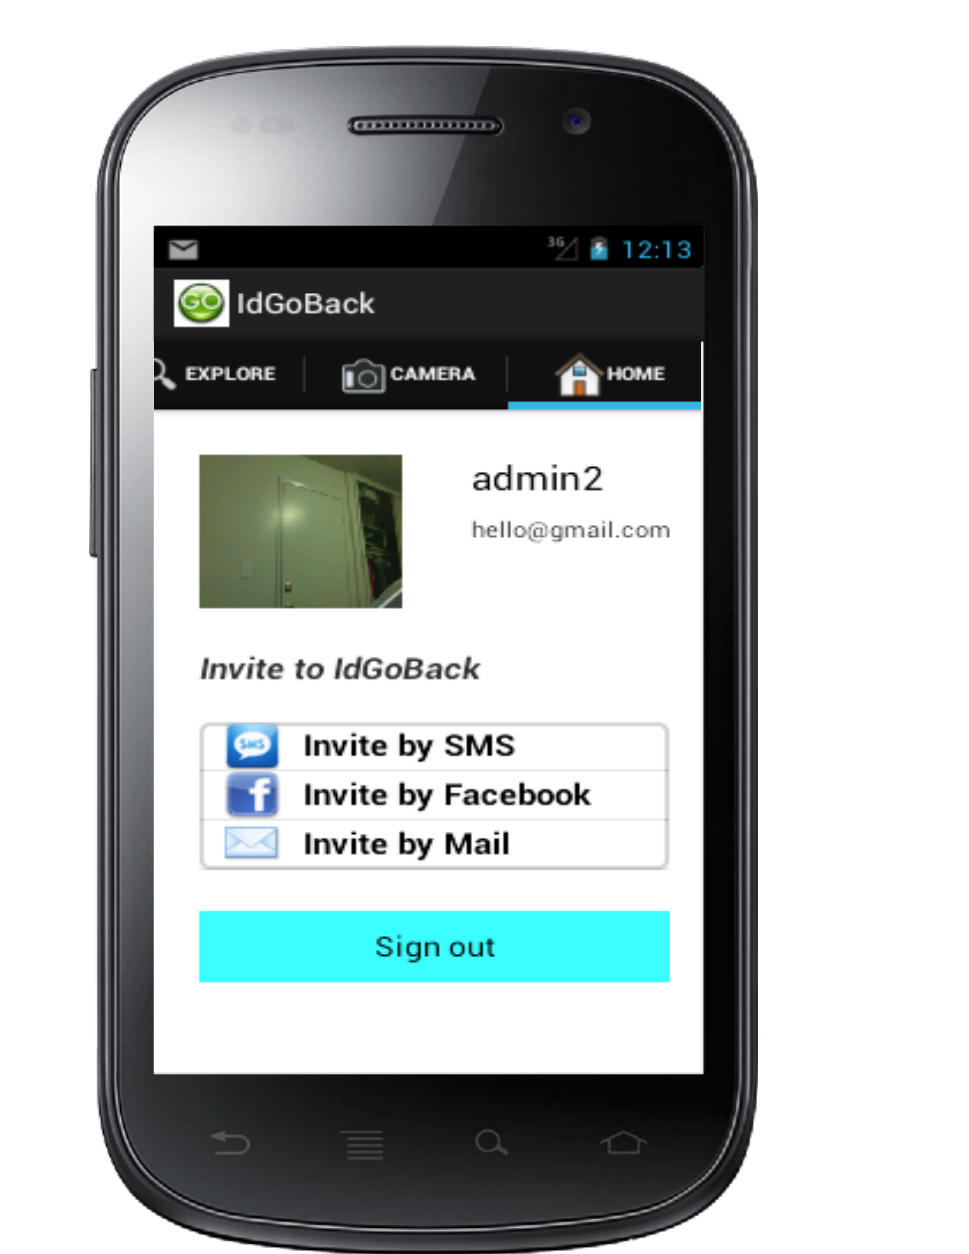 3G 12:13
GO IdGoBack
EXPLORE CAMERA HOME
admin2
hello@gmail.com
Invite to IdGoBack
SMS Invite by SMS
f Invite by Facebook
Invite by Mail
Sign out